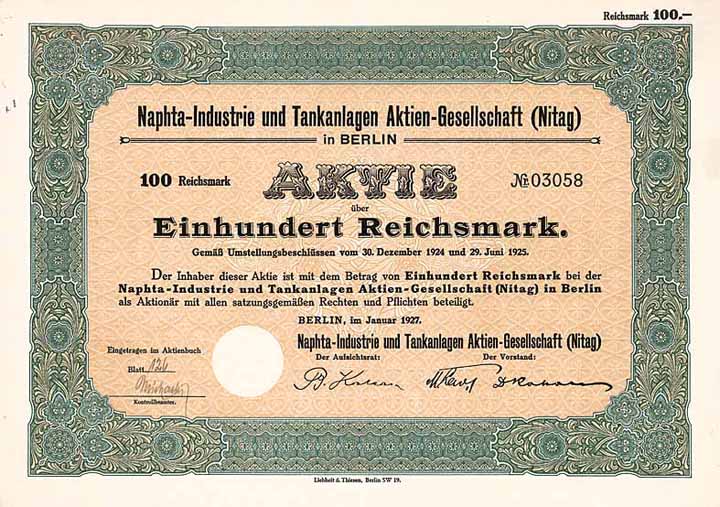 Reichsmark 100.—
Naphta-Industrie und Tankanlagen Aktien-Gesellschaft (Nitag)
in BERLIN
100 Reichsmark AKTIE № 03058
über
Einhundert Reichsmark.
Gemäß Umstellungsbeschlüssen vom 30. Dezember 1924 und 29. Juni 1925.
Der Inhaber dieser Aktie ist mit dem Betrag von Einhundert Reichsmark bei der
Naphta-Industrie und Tankanlagen Aktien-Gesellschaft (Nitag) in Berlin
als Aktionär mit allen satzungsgemäßen Rechten und Pflichten beteiligt.
BERLIN, im Januar 1927.
Naphta-Industrie und Tankanlagen Aktien-Gesellschaft (Nitag)
Der Aufsichtsrat: Der Vorstand:
Eingetragen im Aktienbuch
Blatt 126
Kontrollbeamter.
Liebheit & Thiesen, Berlin SW 19.